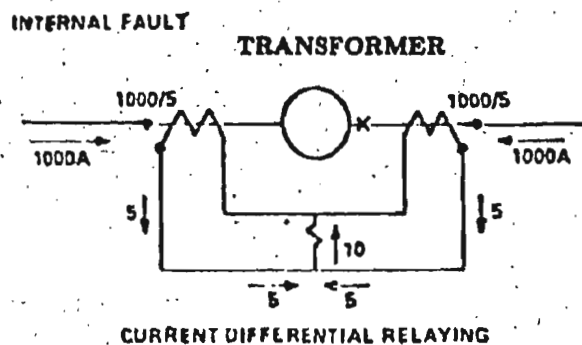 INTERNAL FAULT
TRANSFORMER
1000/5
1000/5
1000A
1000A
5
5
10
5
5
CURRENT DIFFERENTIAL RELAYING